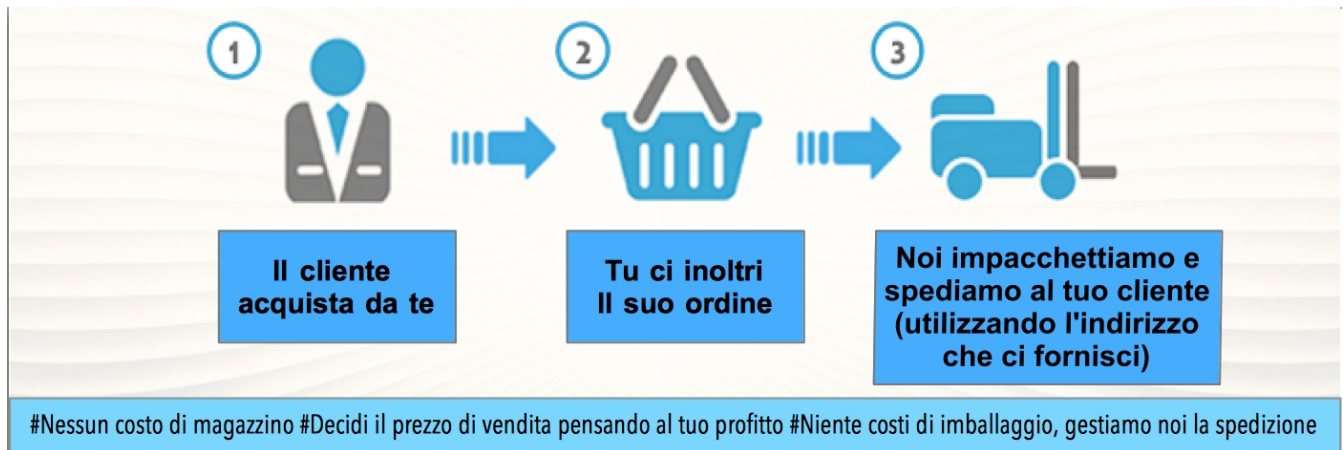 1
2
3
Il cliente
acquista da te
Tu ci inoltri
Il suo ordine
Noi impacchettiamo e
spediamo al tuo cliente
(utilizzando l'indirizzo
che ci fornisci)
#Nessun costo di magazzino #Decidi il prezzo di vendita pensando al tuo profitto #Niente costi di imballaggio, gestiamo noi la spedizione